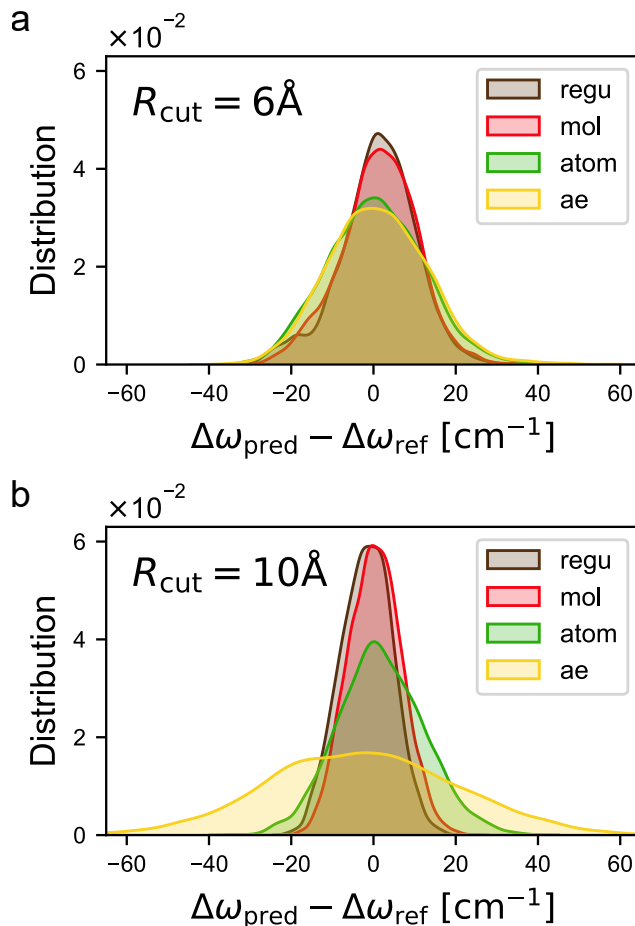 a
×10⁻²
R_cut = 6Å
regu
mol
atom
ae
Distribution
6
4
2
0
−60 −40 −20 0 20 40 60
Δω_pred − Δω_ref [cm⁻¹]
b
×10⁻²
R_cut = 10Å
regu
mol
atom
ae
Distribution
6
4
2
0
−60 −40 −20 0 20 40 60
Δω_pred − Δω_ref [cm⁻¹]